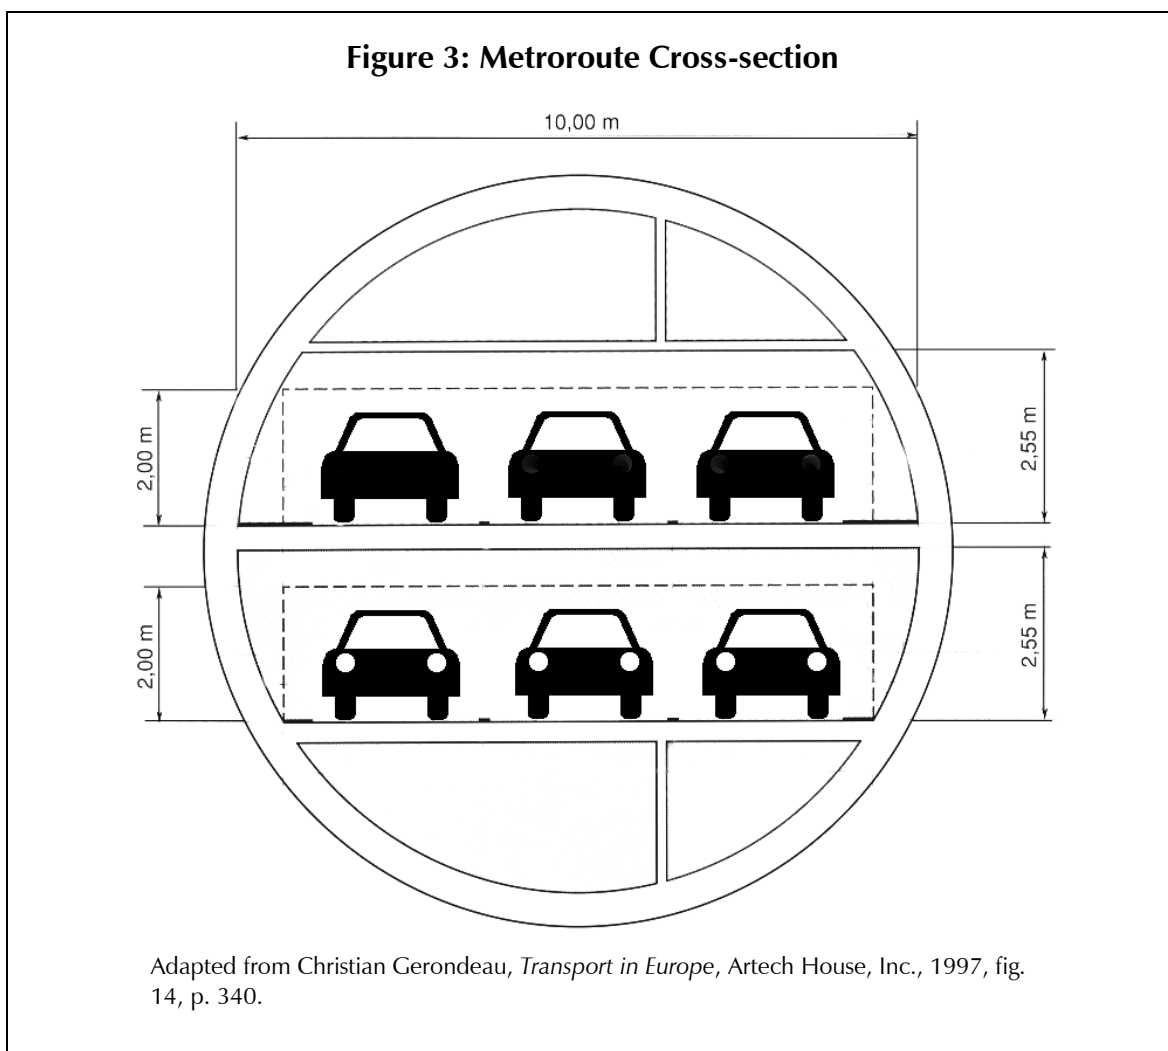 Figure 3: Metroroute Cross-section
10,00 m
2,00 m
2,55 m
2,00 m
2,55 m
Adapted from Christian Gerondeau, Transport in Europe, Artech House, Inc., 1997, fig.
14, p. 340.